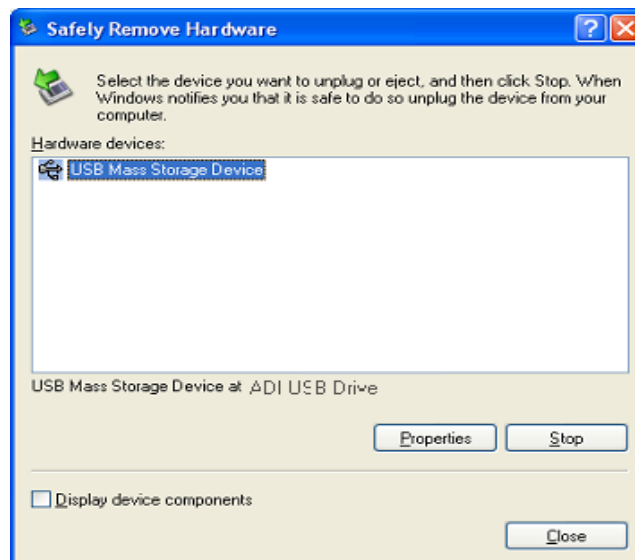 Safely Remove Hardware
Select the device you want to unplug or eject, and then click Stop. When
Windows notifies you that it is safe to do so unplug the device from your
computer.
Hardware devices:
USB Mass Storage Device
USB Mass Storage Device at ADI USB Drive
Properties
Stop
Display device components
Close